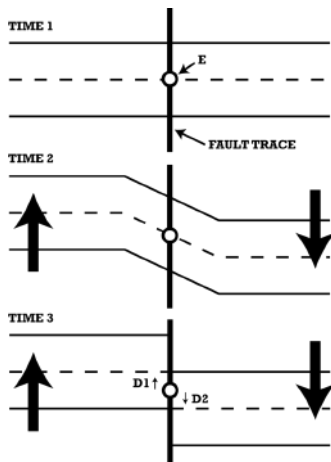 TIME 1
E
FAULT TRACE
TIME 2
TIME 3
D1↑
↓D2